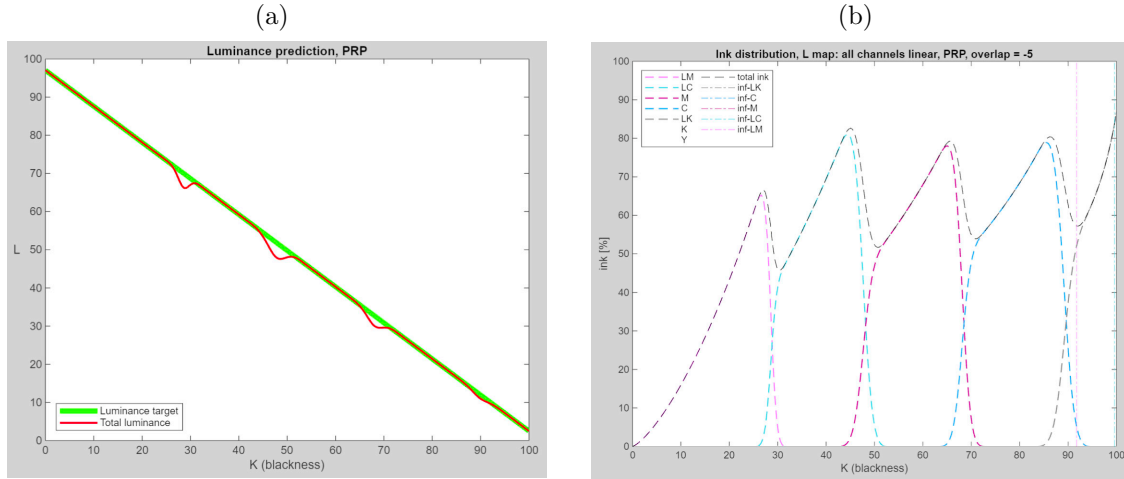 (a)
Luminance prediction, PRP
100
90
80
70
60
50
40
30
20
10
0
L
0 10 20 30 40 50 60 70 80 90 100
K (blackness)
Luminance target
Total luminance
(b)
Ink distribution, L map: all channels linear, PRP, overlap = -5
100
90
80
70
60
50
40
30
20
10
0
ink [%]
0 10 20 30 40 50 60 70 80 90 100
K (blackness)
LM
LC
M
C
LK
K
Y
total ink
inf-LK
inf-C
inf-M
inf-LC
inf-LM